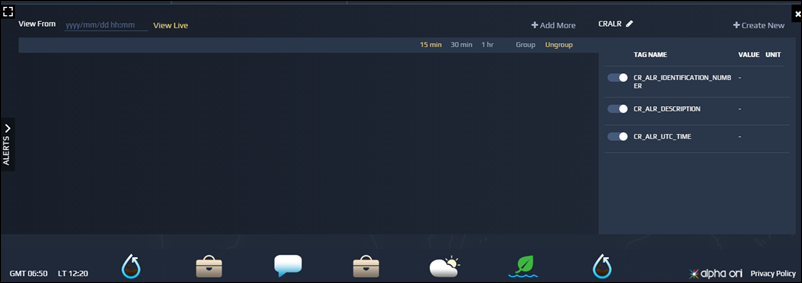 View From yyyy/mm/dd hh:mm View Live + Add More CRALR + Create New
15 min 30 min 1 hr Group Ungroup
TAG NAME VALUE UNIT
CR_ALR_IDENTIFICATION_NUMB
ER
-
CR_ALR_DESCRIPTION -
CR_ALR_UTC_TIME -
ALERTS
GMT 06:50 LT 12:20 alpha ori Privacy Policy